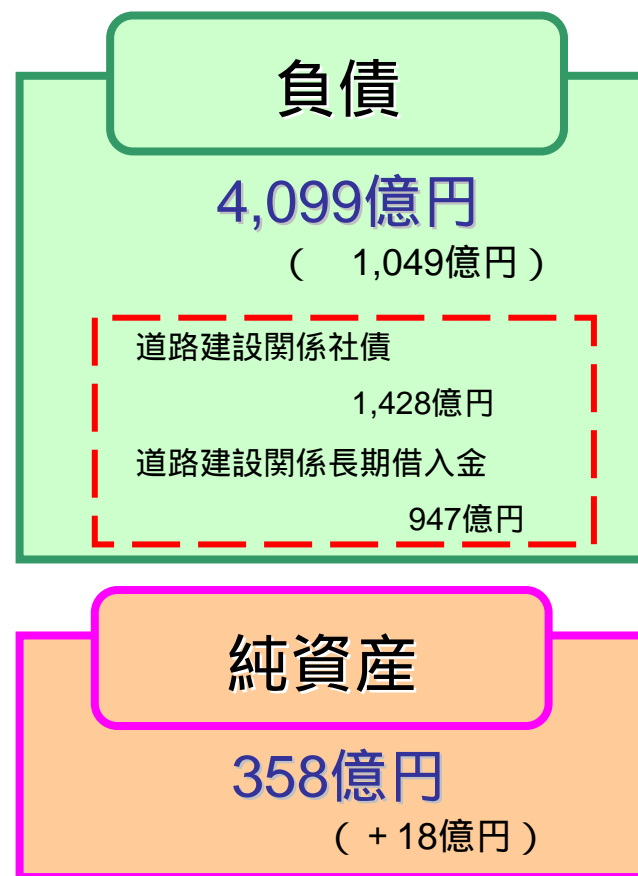 負債
4,099億円
(　1,049億円)
道路建設関係社債
1,428億円
道路建設関係長期借入金
947億円
純資産
358億円
(+18億円)